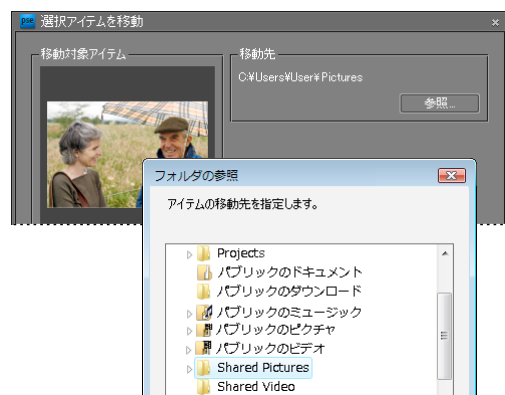 pse 選択アイテムを移動
移動対象アイテム
移動先
C:¥Users¥User¥Pictures
参照...
フォルダの参照
アイテムの移動先を指定します。
Projects
パブリックのドキュメント
パブリックのダウンロード
パブリックのミュージック
パブリックのピクチャ
パブリックのビデオ
Shared Pictures
Shared Video